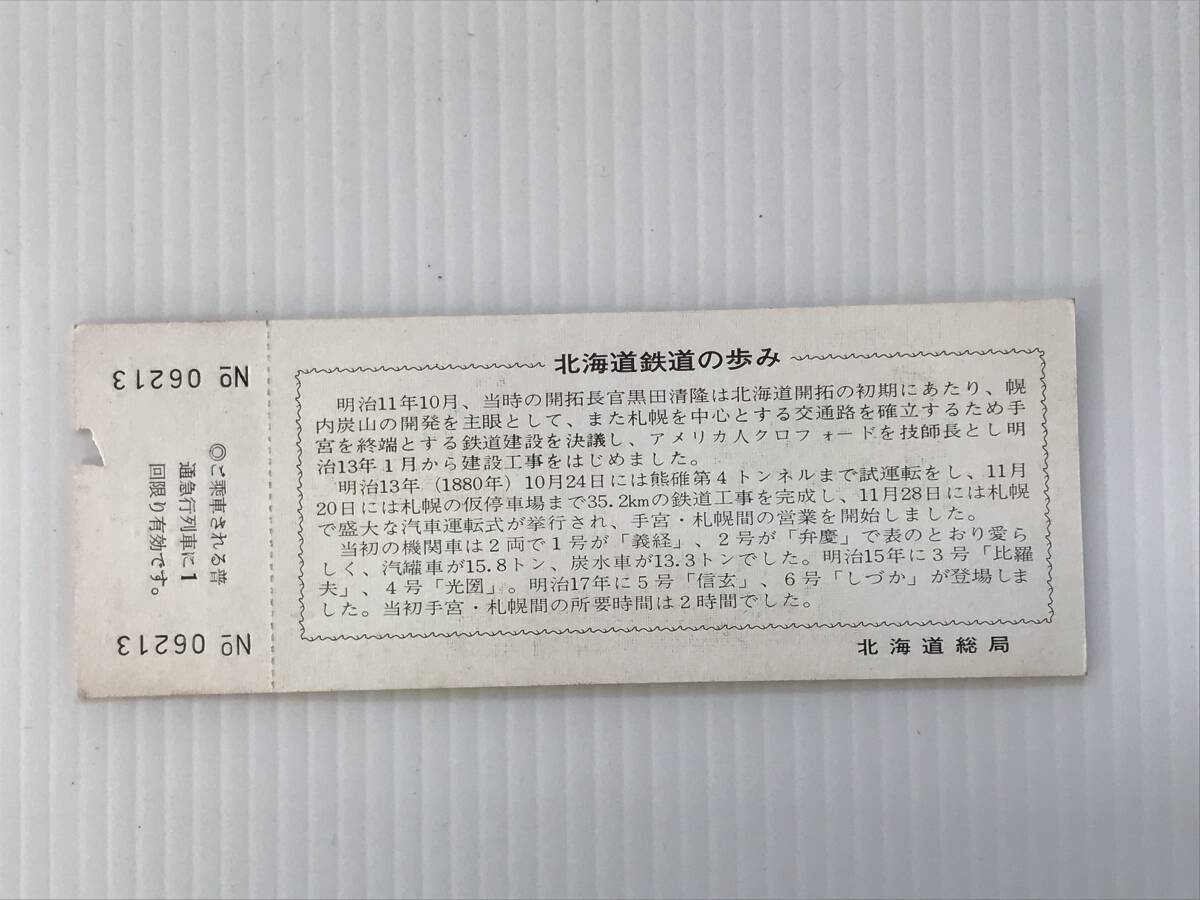 北海道鉄道の歩み
明治11年10月、当時の開拓長官黒田清隆は北海道開拓の初期にあたり、幌
内炭山の開発を主眼として、また札幌を中心とする交通路を確立するため手
宮を終端とする鉄道建設を決議し、アメリカ人クロフォードを技師長とし明
治13年1月から建設工事をはじめました。
明治13年（1880年）10月24日には熊碓第4トンネルまで試運転をし、11月
20日には札幌の仮停車場まで35.2kmの鉄道工事を完成し、11月28日には札幌
で盛大な汽車運転式が挙行され、手宮・札幌間の営業を開始しました。
当初の機関車は2両で1号が「義経」、2号が「弁慶」で表のとおり愛ら
しく、汽罐車が15.8トン、炭水車が13.3トンでした。明治15年に3号「比羅
夫」、4号「光圀」。明治17年に5号「信玄」、6号「しづか」が登場しま
した。当初手宮・札幌間の所要時間は2時間でした。
北海道総局
№ 06213
◎ご乗車される普
通急行列車に1
回限り有効です。
№ 06213